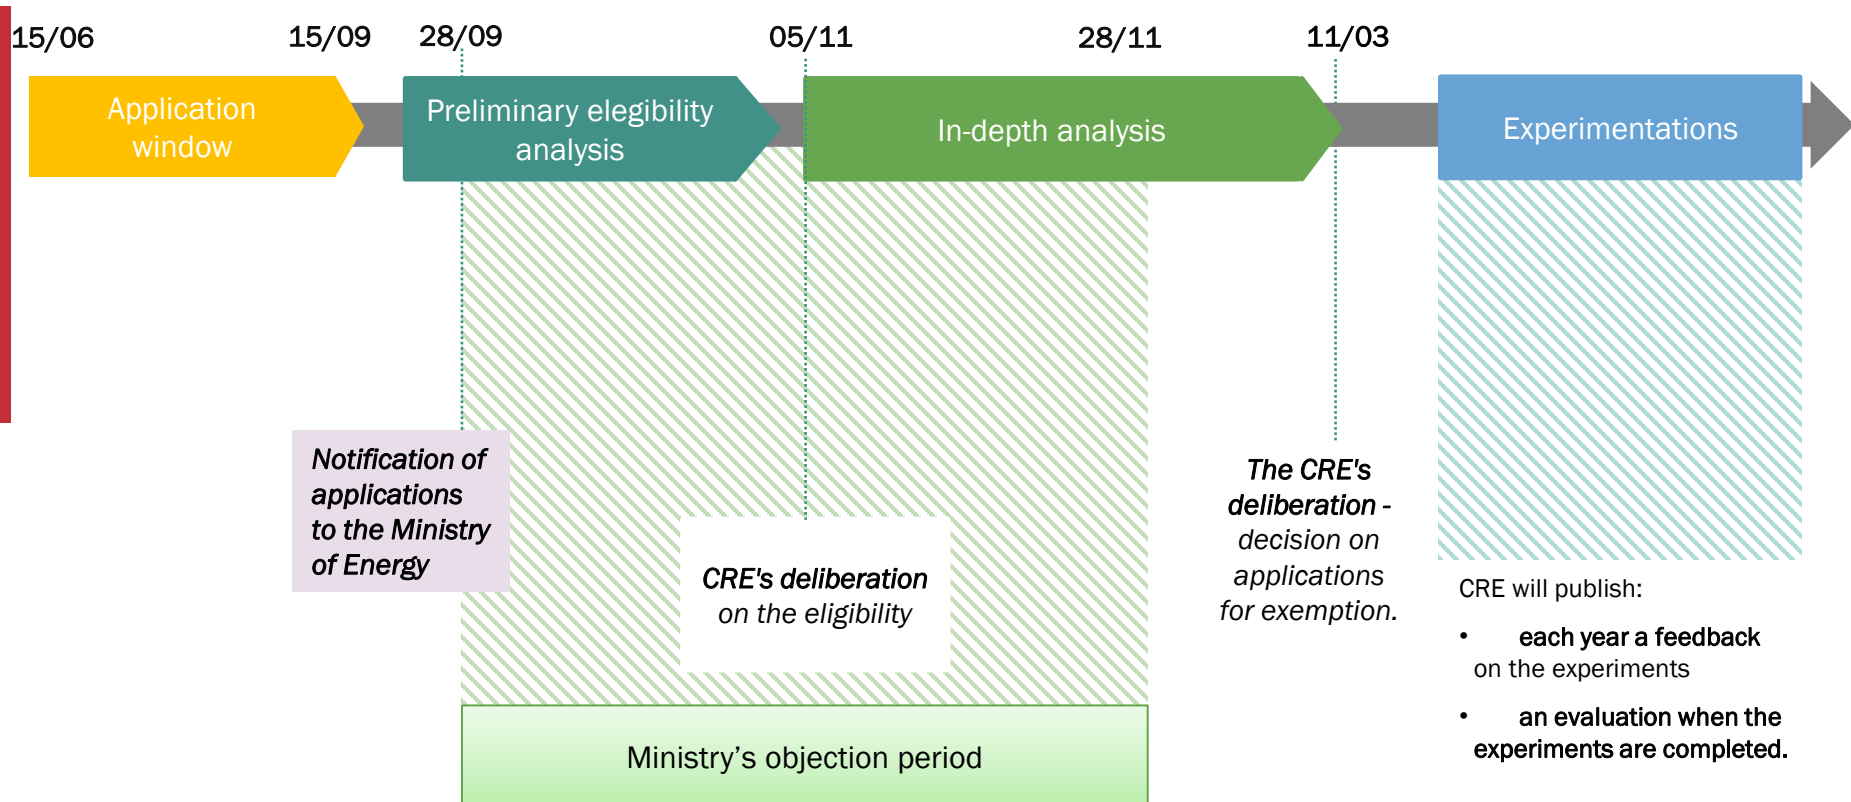 15/06
15/09
28/09
05/11
28/11
11/03
Application
window
Preliminary elegibility
analysis
In-depth analysis
Experimentations
Notification of
applications
to the Ministry
of Energy
CRE's deliberation
on the eligibility
The CRE's
deliberation -
decision on
applications
for exemption.
CRE will publish:
• each year a feedback
on the experiments
• an evaluation when the
experiments are completed.
Ministry’s objection period